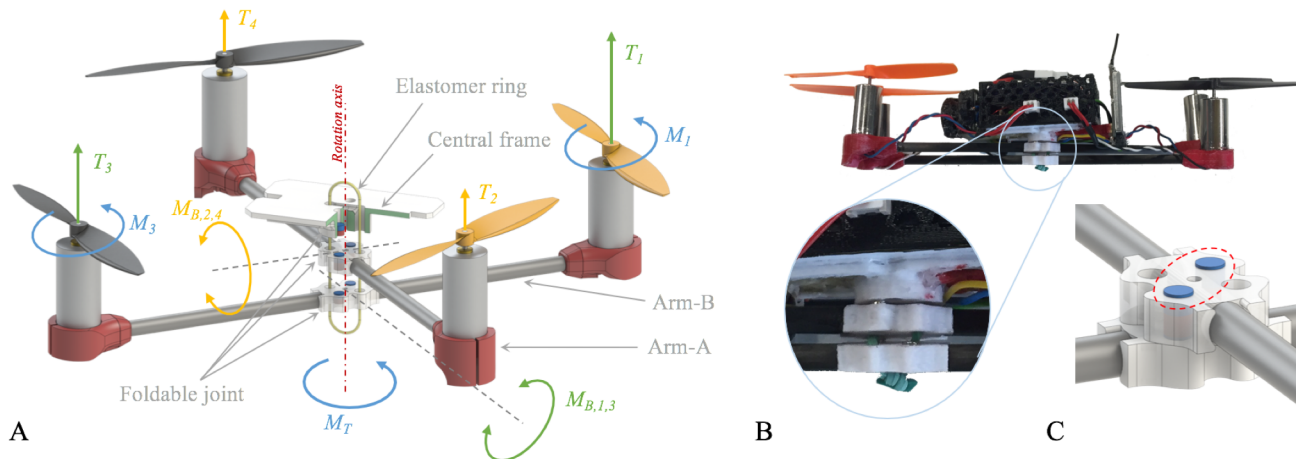 A
T4
T1
Elastomer ring
Rotation axis
Central frame
M1
T3
T2
M3
MB,2,4
Arm-B
Arm-A
Foldable joint
MT
MB,1,3
B
C